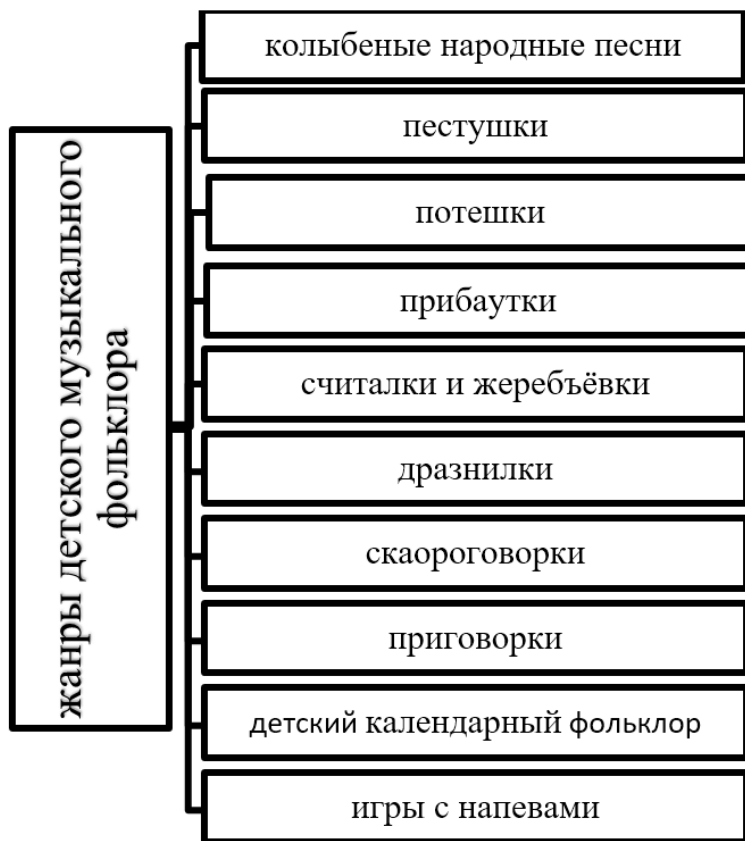 жанры детского музыкального
фольклора
колыбеные народные песни
пестушки
потешки
прибаутки
считалки и жеребъёвки
дразнилки
скаороговорки
приговорки
детский календарный фольклор
игры с напевами